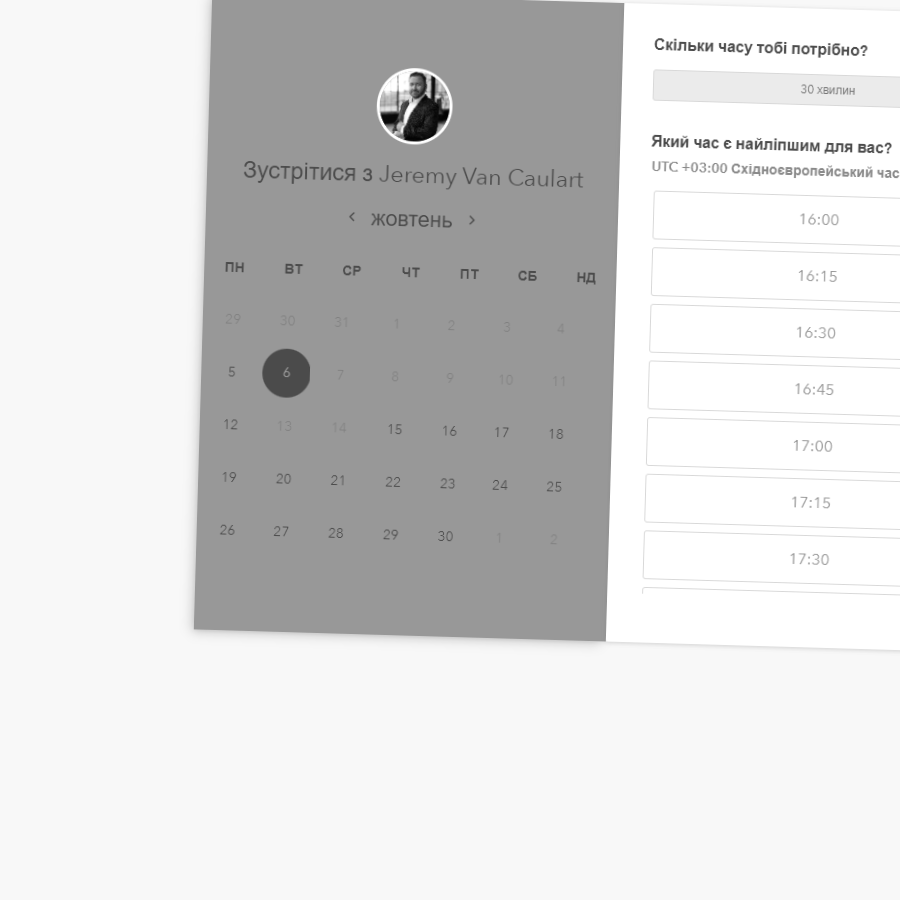 Зустрітися з Jeremy Van Caulart
‹ жовтень ›
ПН ВТ СР ЧТ ПТ СБ НД
29 30 31 1 2 3 4
5 6 7 8 9 10 11
12 13 14 15 16 17 18
19 20 21 22 23 24 25
26 27 28 29 30 1 2
Скільки часу тобі потрібно?
30 хвилин
Який час є найліпшим для вас?
UTC +03:00 Східноєвропейський час
16:00
16:15
16:30
16:45
17:00
17:15
17:30